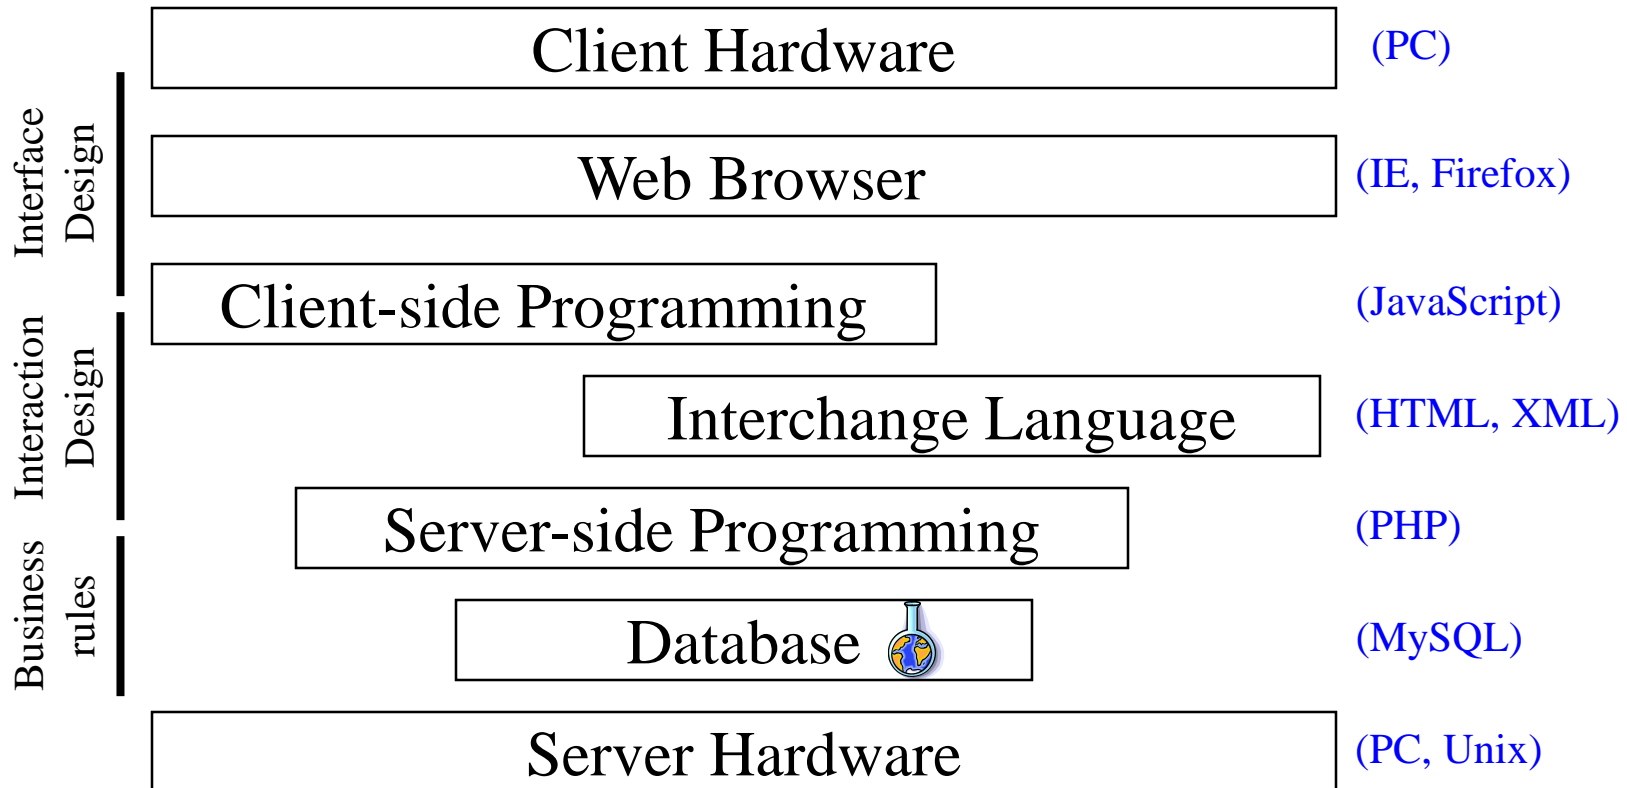 Client Hardware (PC)
Interface
Design
Web Browser (IE, Firefox)
Client-side Programming (JavaScript)
Interaction
Design
Interchange Language (HTML, XML)
Server-side Programming (PHP)
Business
rules
Database (MySQL)
Server Hardware (PC, Unix)